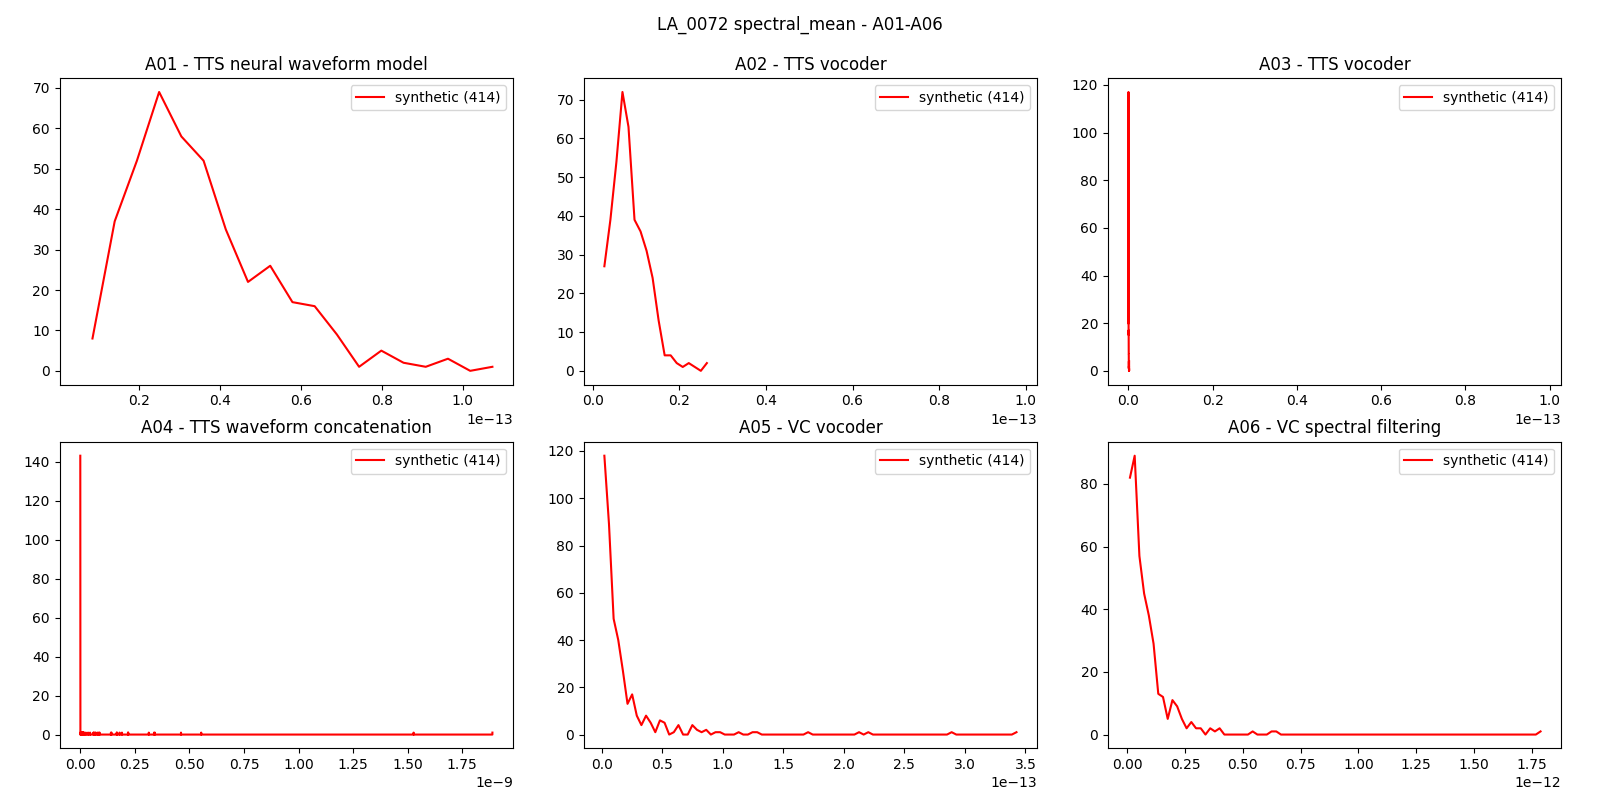 LA_0072 spectral_mean - A01-A06
A01 - TTS neural waveform model
synthetic (414)
70
60
50
40
30
20
10
0
0.2 0.4 0.6 0.8 1.0
1e−13
A02 - TTS vocoder
synthetic (414)
70
60
50
40
30
20
10
0
0.0 0.2 0.4 0.6 0.8 1.0
1e−13
A03 - TTS vocoder
synthetic (414)
120
100
80
60
40
20
0
0.0 0.2 0.4 0.6 0.8 1.0
1e−13
A04 - TTS waveform concatenation
synthetic (414)
140
120
100
80
60
40
20
0
0.00 0.25 0.50 0.75 1.00 1.25 1.50 1.75
1e−9
A05 - VC vocoder
synthetic (414)
120
100
80
60
40
20
0
0.0 0.5 1.0 1.5 2.0 2.5 3.0 3.5
1e−13
A06 - VC spectral filtering
synthetic (414)
80
60
40
20
0
0.00 0.25 0.50 0.75 1.00 1.25 1.50 1.75
1e−12